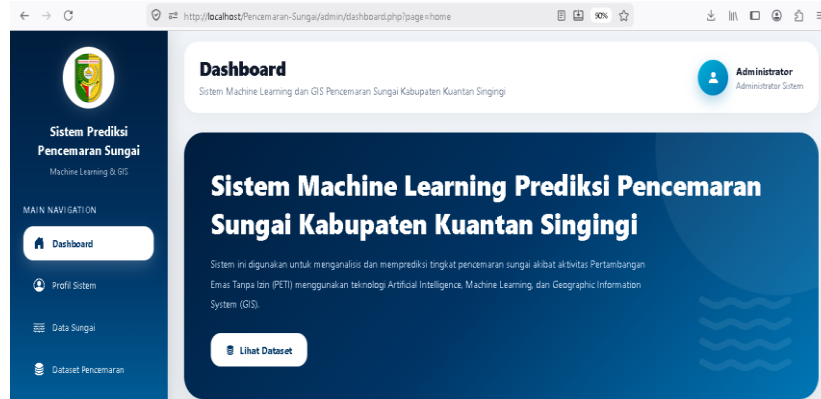 http://localhost/Pencemaran-Sungai/admin/dashboard.php?page=home
90%
Sistem Prediksi
Pencemaran Sungai
Machine Learning & GIS
MAIN NAVIGATION
Dashboard
Profil Sistem
Data Sungai
Dataset Pencemaran
Dashboard
Sistem Machine Learning dan GIS Pencemaran Sungai Kabupaten Kuantan Singingi
Administrator
Administrator Sistem
Sistem Machine Learning Prediksi Pencemaran
Sungai Kabupaten Kuantan Singingi
Sistem ini digunakan untuk menganalisis dan memprediksi tingkat pencemaran sungai akibat aktivitas Pertambangan
Emas Tanpa Izin (PETI) menggunakan teknologi Artificial Intelligence, Machine Learning, dan Geographic Information
System (GIS).
Lihat Dataset